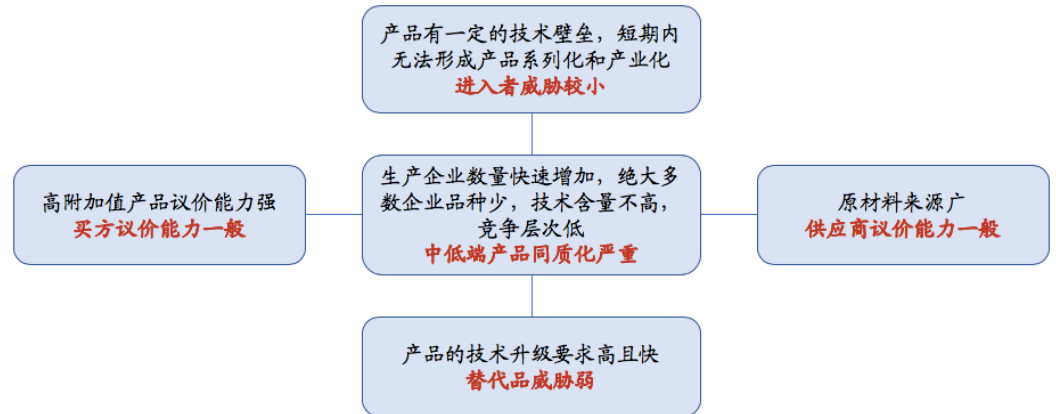 产品有一定的技术壁垒，短期内
无法形成产品系列化和产业化
进入者威胁较小
高附加值产品议价能力强
买方议价能力一般
生产企业数量快速增加，绝大多
数企业品种少，技术含量不高，
竞争层次低
中低端产品同质化严重
原材料来源广
供应商议价能力一般
产品的技术升级要求高且快
替代品威胁弱